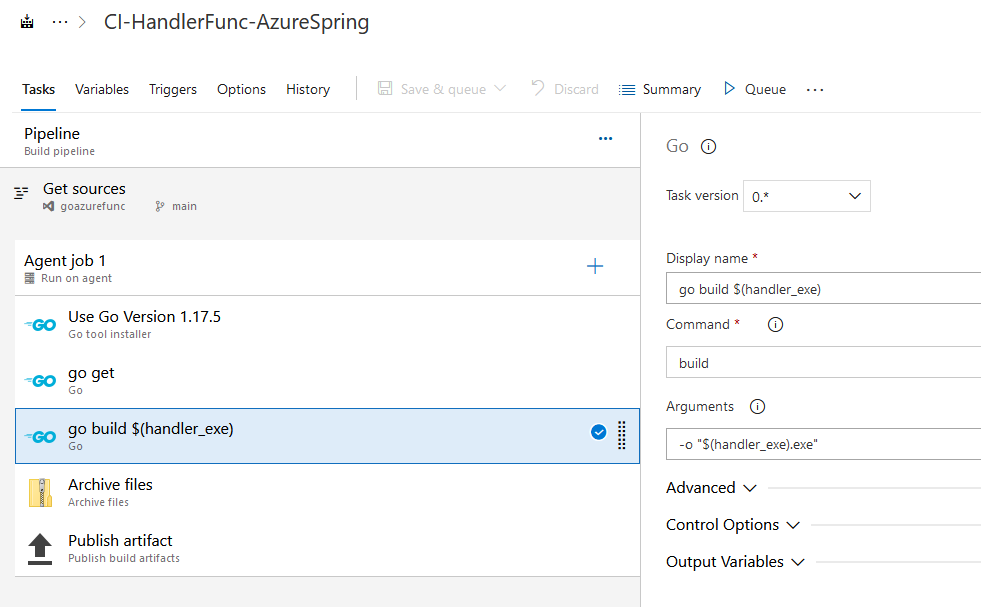 ··· > CI-HandlerFunc-AzureSpring
Tasks Variables Triggers Options History Save & queue Discard Summary Queue ···
Pipeline
Build pipeline
Get sources
goazurefunc main
Agent job 1
Run on agent
GO Use Go Version 1.17.5
Go tool installer
GO go get
Go
GO go build $(handler_exe)
Go
Archive files
Archive files
Publish artifact
Publish build artifacts
Go
Task version 0.*
Display name *
go build $(handler_exe)
Command *
build
Arguments
-o "$(handler_exe).exe"
Advanced
Control Options
Output Variables